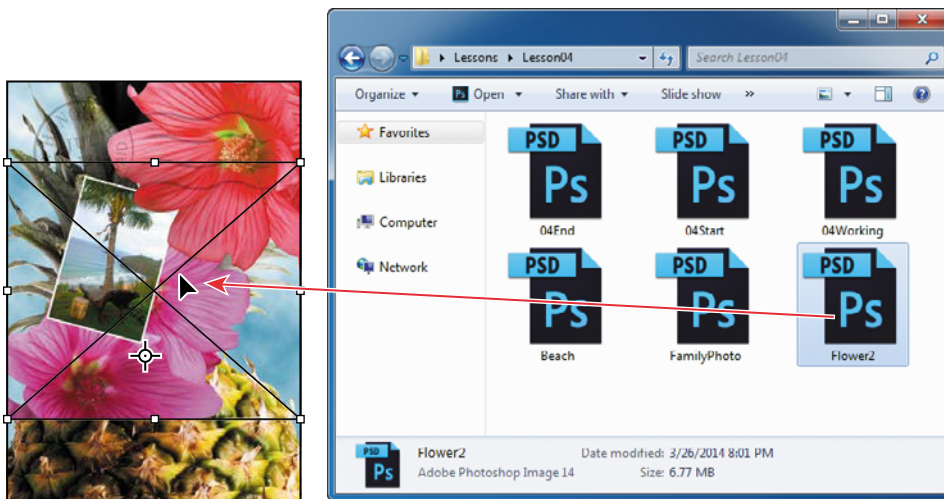 Lessons Lesson04 Search Lesson04
Organize Ps Open Share with Slide show »
Favorites
Libraries
Computer
Network
PSD PSD PSD
Ps Ps Ps
04End 04Start 04Working
PSD PSD PSD
Ps Ps Ps
Beach FamilyPhoto Flower2
PSD
Ps
Flower2 Date modified: 3/26/2014 8:01 PM
Adobe Photoshop Image 14 Size: 6.77 MB